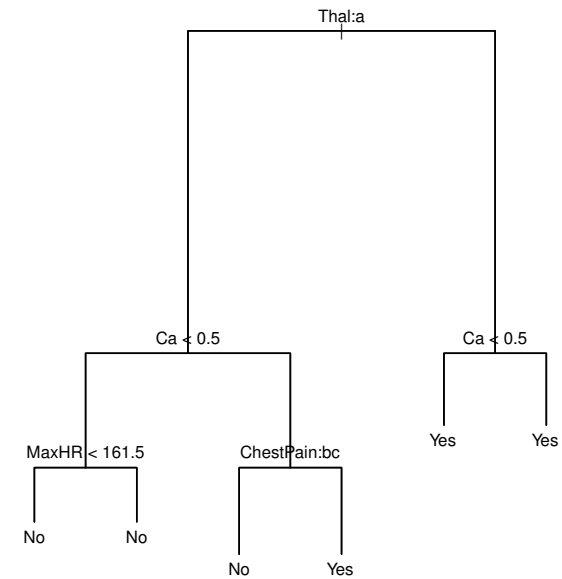 Thal:a
Ca < 0.5
Ca < 0.5
MaxHR < 161.5
ChestPain:bc
Yes
Yes
No
No
No
Yes